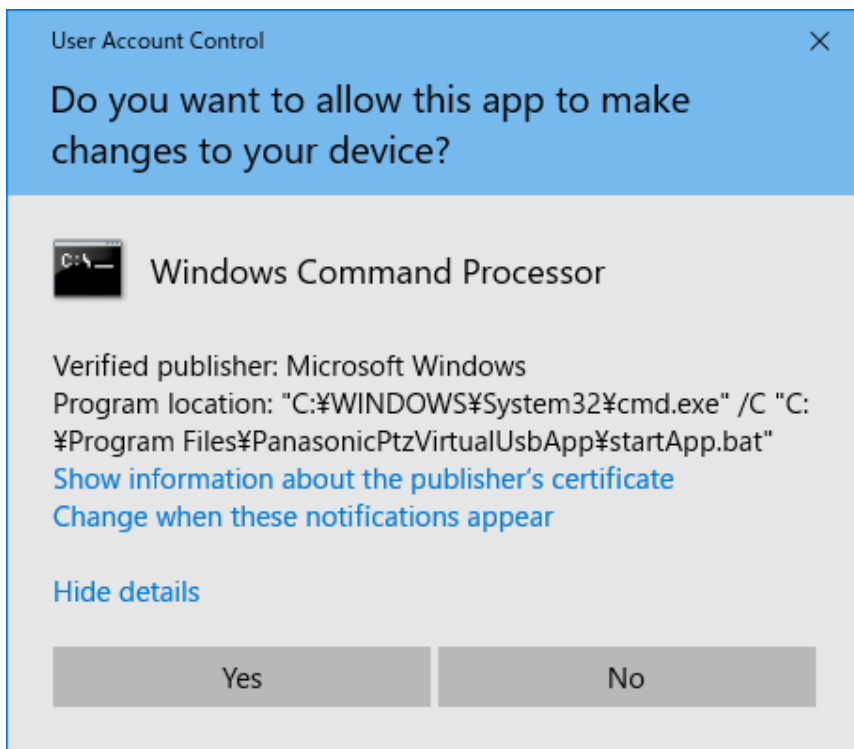 User Account Control
Do you want to allow this app to make
changes to your device?
C:\
Windows Command Processor
Verified publisher: Microsoft Windows
Program location: "C:¥WINDOWS¥System32¥cmd.exe" /C "C:
¥Program Files¥PanasonicPtzVirtualUsbApp¥startApp.bat"
Show information about the publisher’s certificate
Change when these notifications appear
Hide details
Yes
No